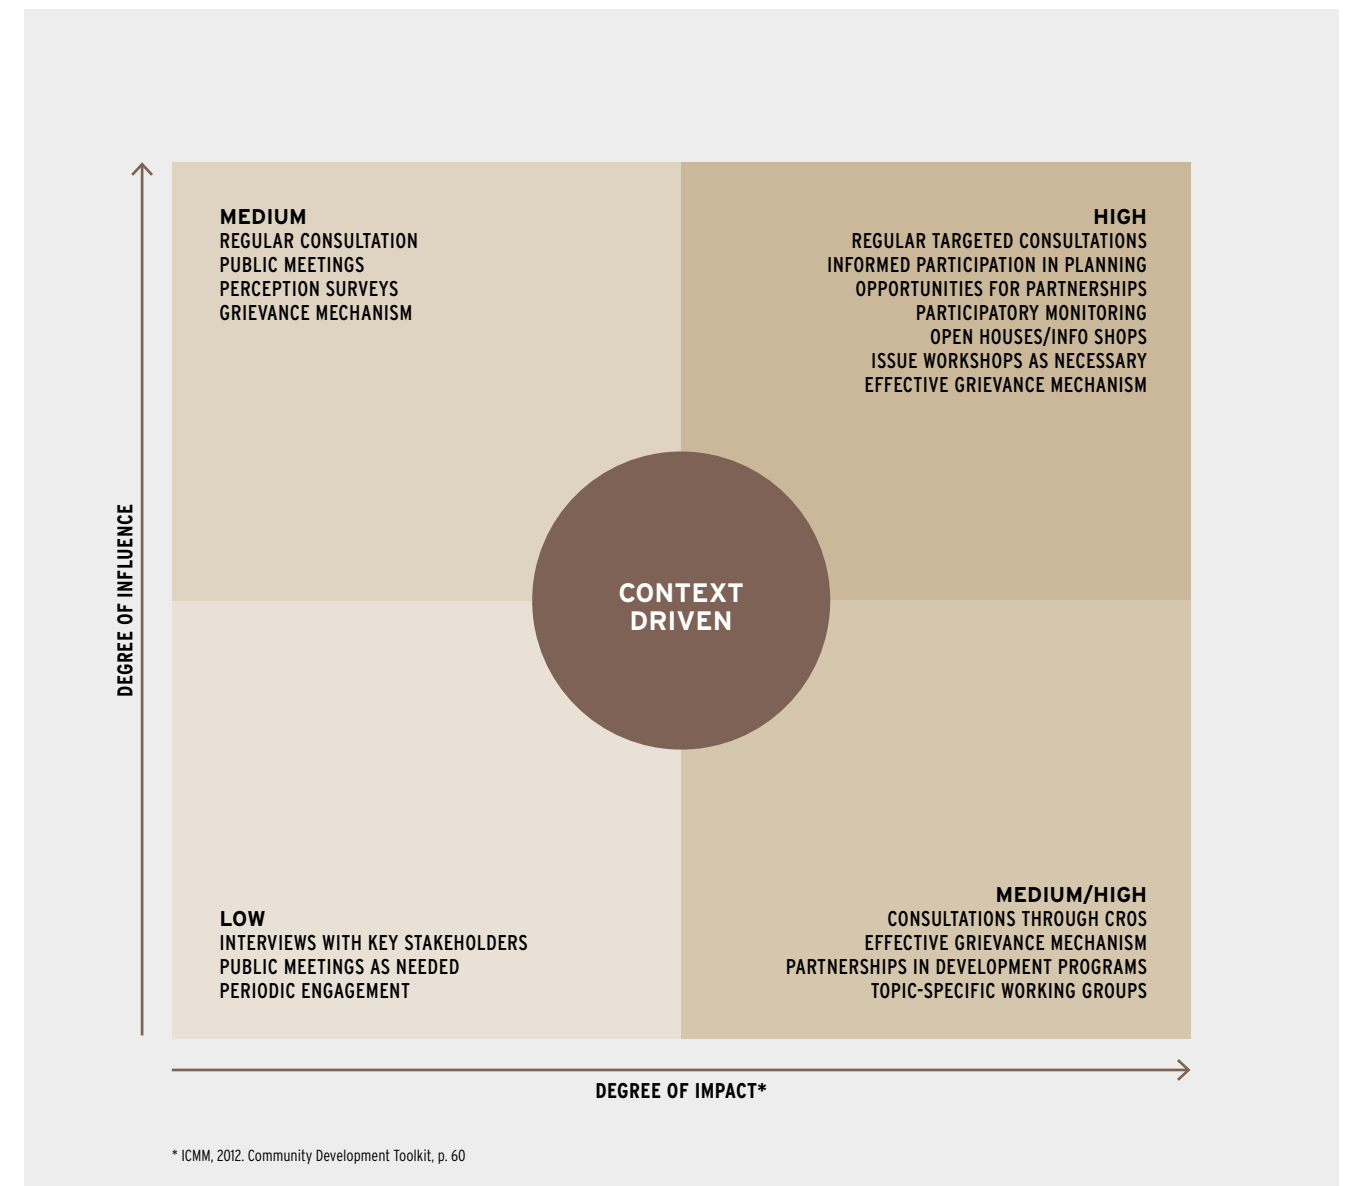 MEDIUM
REGULAR CONSULTATION
PUBLIC MEETINGS
PERCEPTION SURVEYS
GRIEVANCE MECHANISM
HIGH
REGULAR TARGETED CONSULTATIONS
INFORMED PARTICIPATION IN PLANNING
OPPORTUNITIES FOR PARTNERSHIPS
PARTICIPATORY MONITORING
OPEN HOUSES/INFO SHOPS
ISSUE WORKSHOPS AS NECESSARY
EFFECTIVE GRIEVANCE MECHANISM
DEGREE OF INFLUENCE
CONTEXT
DRIVEN
LOW
INTERVIEWS WITH KEY STAKEHOLDERS
PUBLIC MEETINGS AS NEEDED
PERIODIC ENGAGEMENT
MEDIUM/HIGH
CONSULTATIONS THROUGH CROS
EFFECTIVE GRIEVANCE MECHANISM
PARTNERSHIPS IN DEVELOPMENT PROGRAMS
TOPIC-SPECIFIC WORKING GROUPS
DEGREE OF IMPACT*
* ICMM, 2012. Community Development Toolkit, p. 60